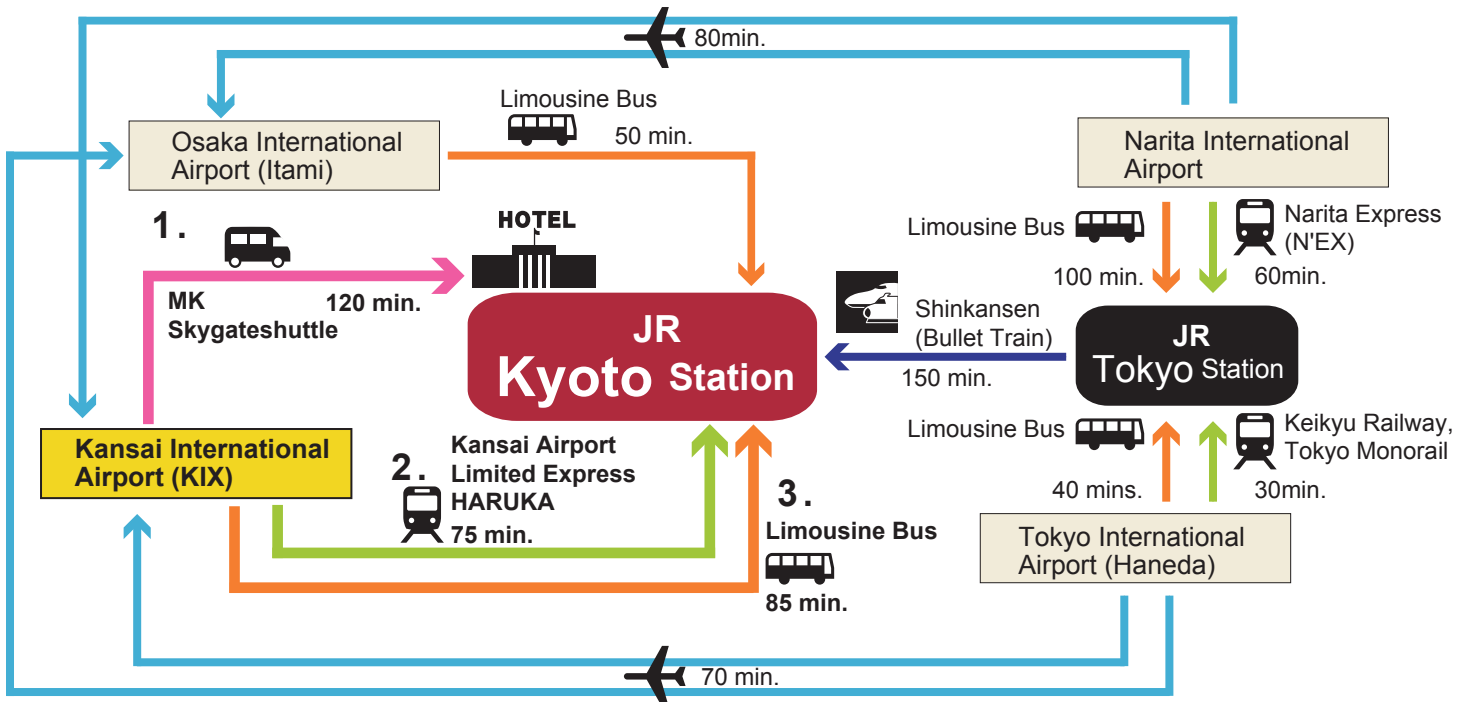 80min.
Limousine Bus
50 min.
Osaka International
Airport (Itami)
Narita International
Airport
1.
HOTEL
MK
Skygateshuttle
120 min.
Limousine Bus
100 min.
Narita Express
(N'EX)
60min.
JR
Kyoto Station
Shinkansen
(Bullet Train)
150 min.
JR
Tokyo Station
Kansai International
Airport (KIX)
2.
Kansai Airport
Limited Express
HARUKA
75 min.
3.
Limousine Bus
85 min.
Limousine Bus
40 mins.
Keikyu Railway,
Tokyo Monorail
30min.
Tokyo International
Airport (Haneda)
70 min.